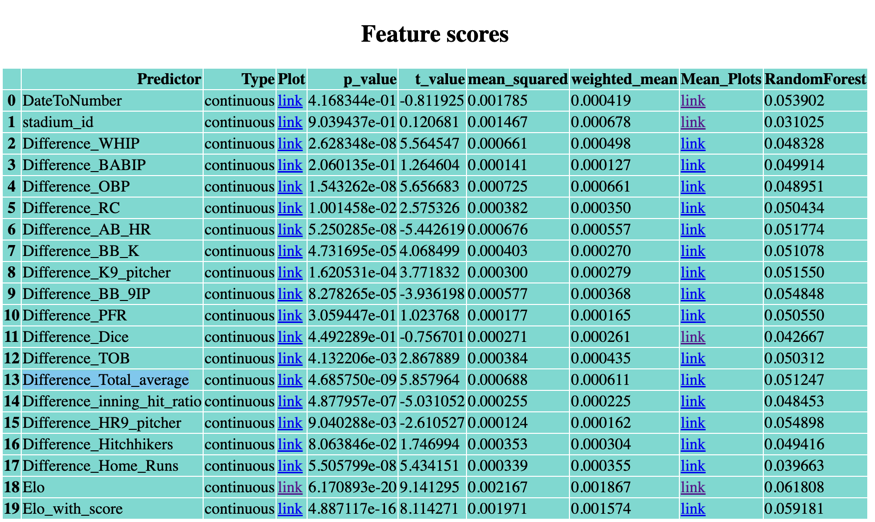 Feature scores
Predictor Type Plot p_value t_value mean_squared weighted_mean Mean_Plots RandomForest
0 DateToNumber continuous link 4.168344e-01 -0.811925 0.001785 0.000419 link 0.053902
1 stadium_id continuous link 9.039437e-01 0.120681 0.001467 0.000678 link 0.031025
2 Difference_WHIP continuous link 2.628348e-08 5.564547 0.000661 0.000498 link 0.048328
3 Difference_BABIP continuous link 2.060135e-01 1.264604 0.000141 0.000127 link 0.049914
4 Difference_OBP continuous link 1.543262e-08 5.656683 0.000725 0.000661 link 0.048951
5 Difference_RC continuous link 1.001458e-02 2.575326 0.000382 0.000350 link 0.050434
6 Difference_AB_HR continuous link 5.250285e-08 -5.442619 0.000676 0.000557 link 0.051774
7 Difference_BB_K continuous link 4.731695e-05 4.068499 0.000403 0.000270 link 0.051078
8 Difference_K9_pitcher continuous link 1.620531e-04 3.771832 0.000300 0.000279 link 0.051550
9 Difference_BB_9IP continuous link 8.278265e-05 -3.936198 0.000577 0.000368 link 0.054848
10 Difference_PFR continuous link 3.059447e-01 1.023768 0.000177 0.000165 link 0.050550
11 Difference_Dice continuous link 4.492289e-01 -0.756701 0.000271 0.000261 link 0.042667
12 Difference_TOB continuous link 4.132206e-03 2.867889 0.000384 0.000435 link 0.050312
13 Difference_Total_average continuous link 4.685750e-09 5.857964 0.000688 0.000611 link 0.051247
14 Difference_inning_hit_ratio continuous link 4.877957e-07 -5.031052 0.000255 0.000225 link 0.048453
15 Difference_HR9_pitcher continuous link 9.040288e-03 -2.610527 0.000124 0.000162 link 0.054898
16 Difference_Hitchhikers continuous link 8.063846e-02 1.746994 0.000353 0.000304 link 0.049416
17 Difference_Home_Runs continuous link 5.505799e-08 5.434151 0.000339 0.000355 link 0.039663
18 Elo continuous link 6.170893e-20 9.141295 0.002167 0.001867 link 0.061808
19 Elo_with_score continuous link 4.887117e-16 8.114271 0.001971 0.001574 link 0.059181